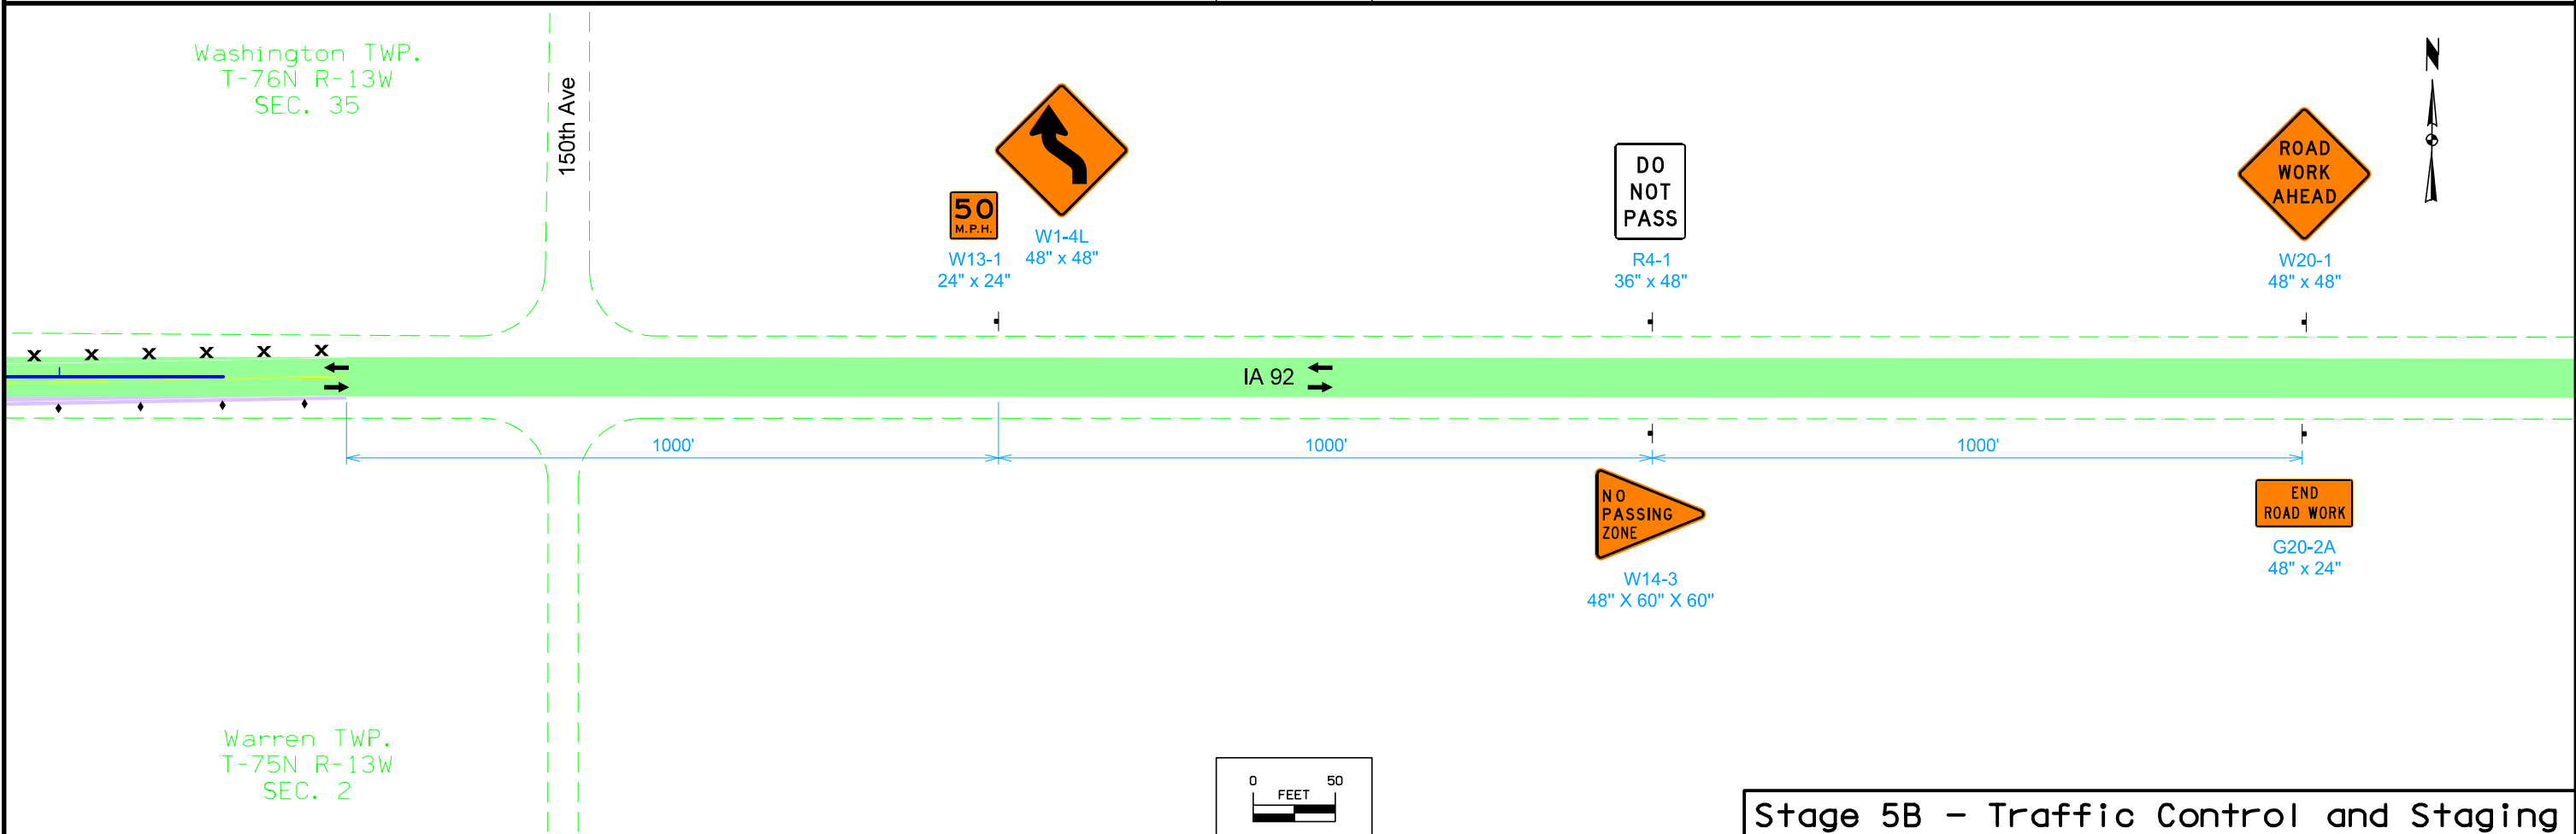 Washington TWP.
T-76N R-13W
SEC. 35
150th Ave
50
M.P.H.
W13-1
24" x 24"
W1-4L
48" x 48"
DO
NOT
PASS
R4-1
36" x 48"
ROAD
WORK
AHEAD
W20-1
48" x 48"
N
X X X X X X
IA 92
1000' 1000' 1000'
NO
PASSING
ZONE
W14-3
48" X 60" X 60"
END
ROAD WORK
G20-2A
48" x 24"
Warren TWP.
T-75N R-13W
SEC. 2
0 50
FEET
Stage 5B - Traffic Control and Staging